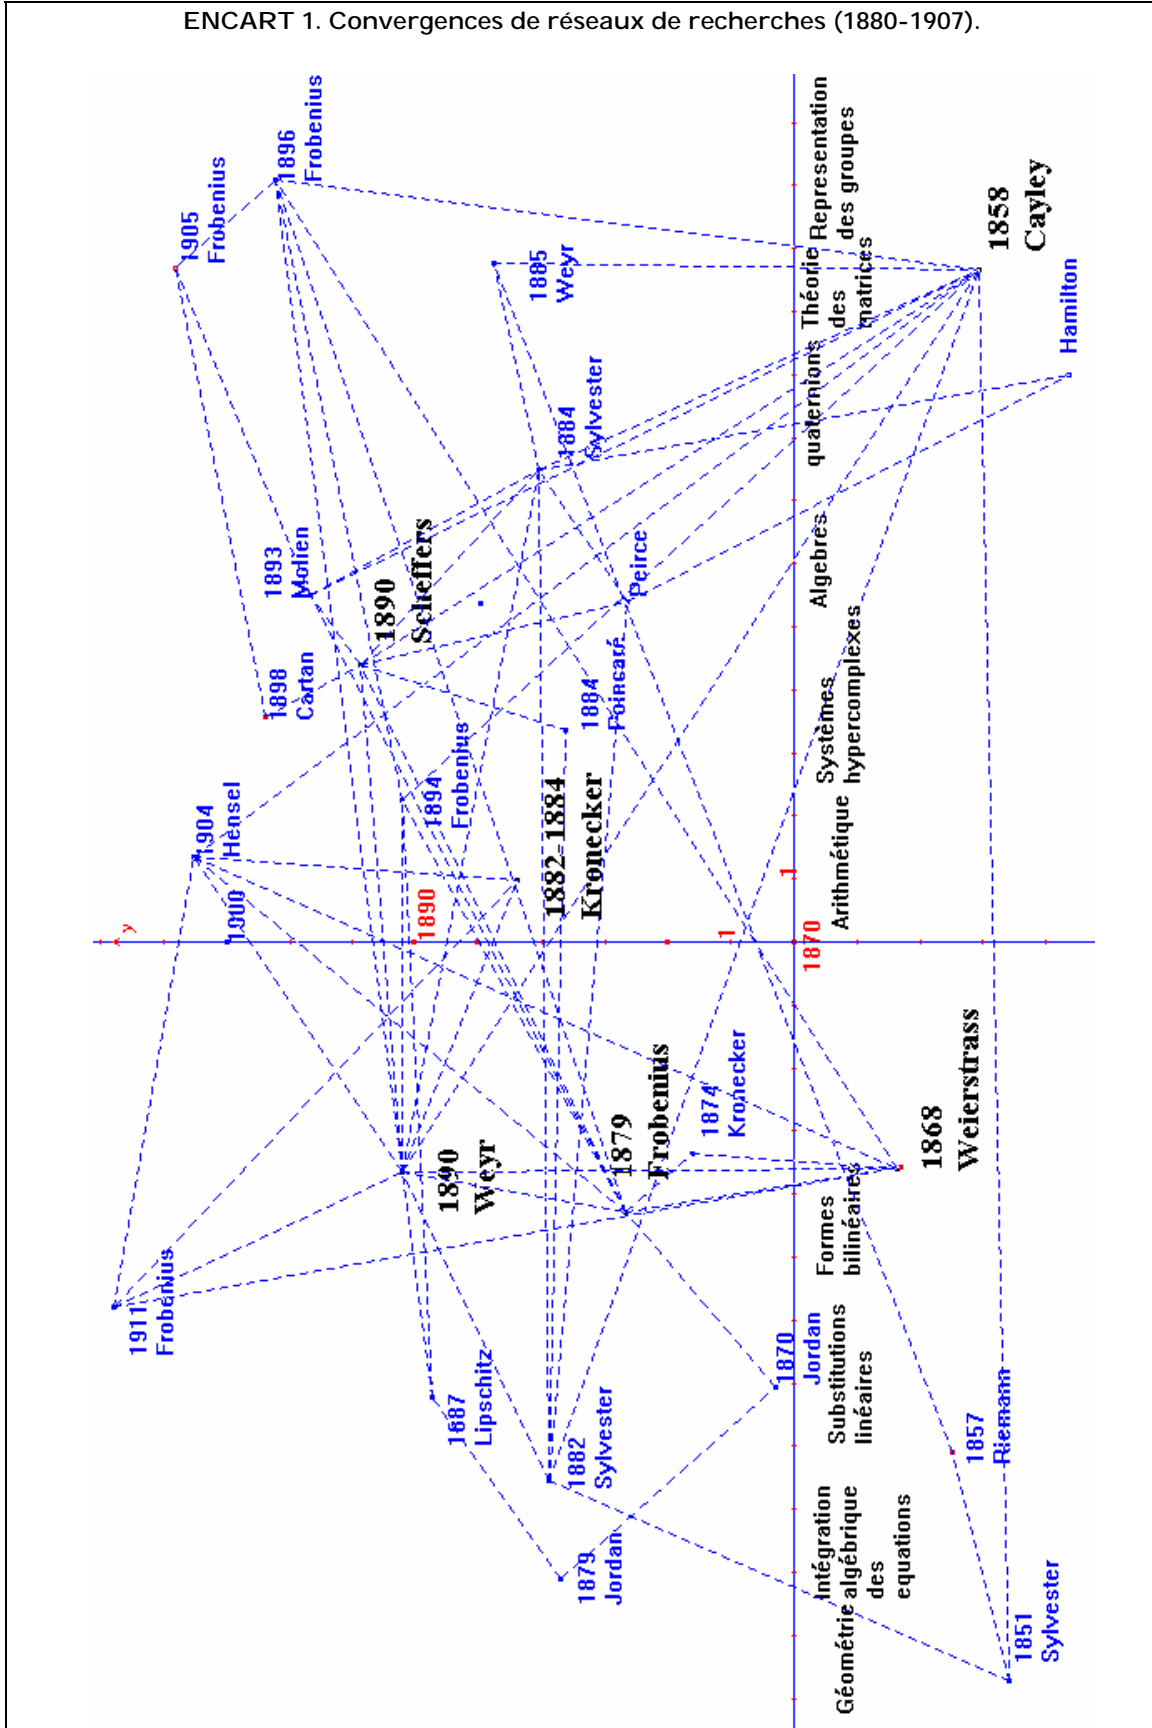 ENCART 1. Convergences de réseaux de recherches (1880-1907).
1851
Sylvester
1879
Jordan
1882
Sylvester
1857
Riemann
1687
Lipschitz
1870
Jordan
1911
Frobenius
1890
Weyr
1879
Frobenius
1868
Weierstrass
1874
Kronecker
y
1900
1890
1
1870
1
1904
Hensel
1882-1884
Kronecker
1894
Frobenius
1898
Cartan
1884
Poincaré
1893
Molien
1890
Scheffers
Peirce
1884
Sylvester
1885
Weyr
1905
Frobenius
1896
Frobenius
1858
Cayley
Hamilton
Géométrie algébrique
Intégration
des
equations
Substitutions
linéaires
Formes
bilinéaires
Arithmétique
Systèmes
hypercomplexes
Algebres
quaternions
Théorie
des
matrices
Representation
des groupes